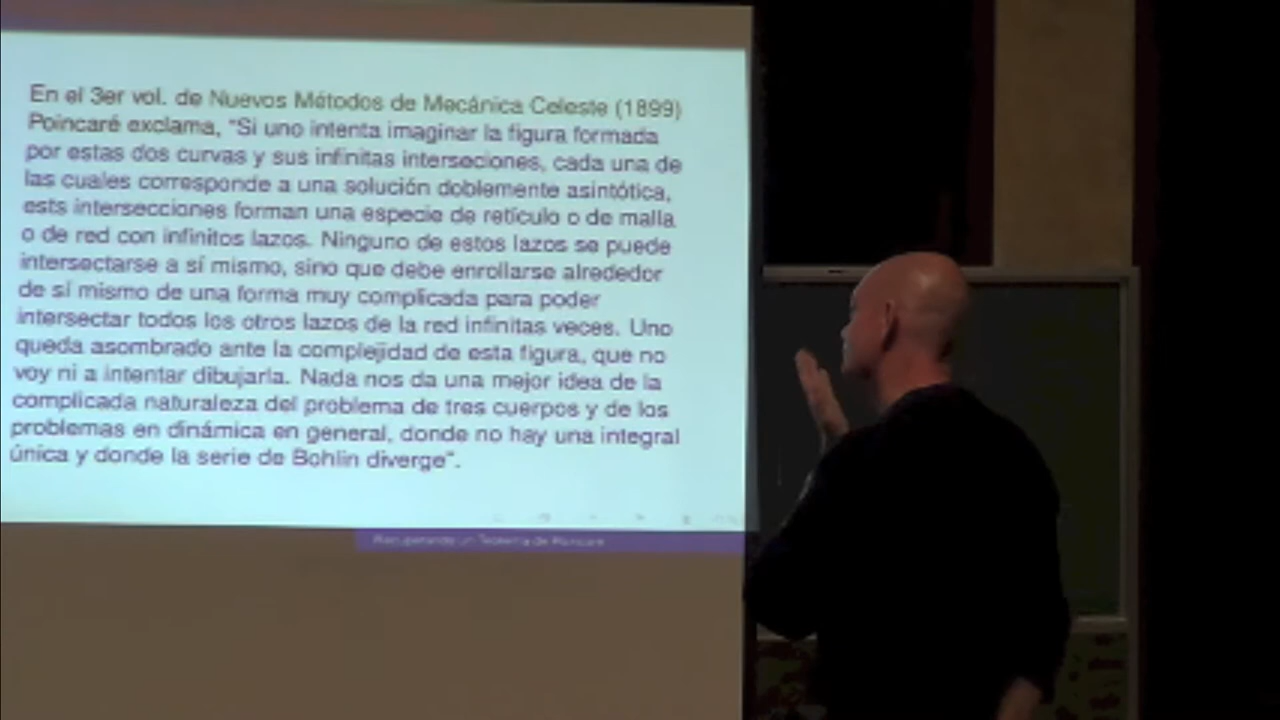 En el 3er vol. de Nuevos Métodos de Mecánica Celeste (1899)
Poincaré exclama, "Si uno intenta imaginar la figura formada
por estas dos curvas y sus infinitas interseciones, cada una de
las cuales corresponde a una solución doblemente asintótica,
ests intersecciones forman una especie de retículo o de malla
o de red con infinitos lazos. Ninguno de estos lazos se puede
intersectarse a sí mismo, sino que debe enrollarse alrededor
de sí mismo de una forma muy complicada para poder
intersectar todos los otros lazos de la red infinitas veces. Uno
queda asombrado ante la complejidad de esta figura, que no
voy ni a intentar dibujarla. Nada nos da una mejor idea de la
complicada naturaleza del problema de tres cuerpos y de los
problemas en dinámica en general, donde no hay una integral
única y donde la serie de Bohlin diverge".
Teorema de Poincaré